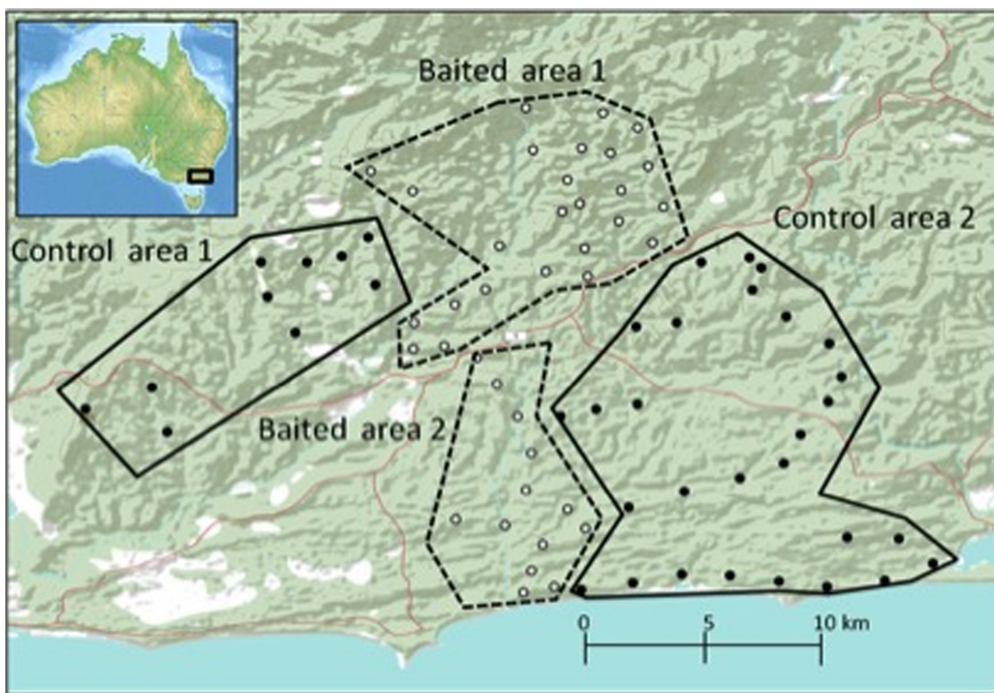 Baited area 1
Control area 2
Control area 1
Baited area 2
0 5 10 km